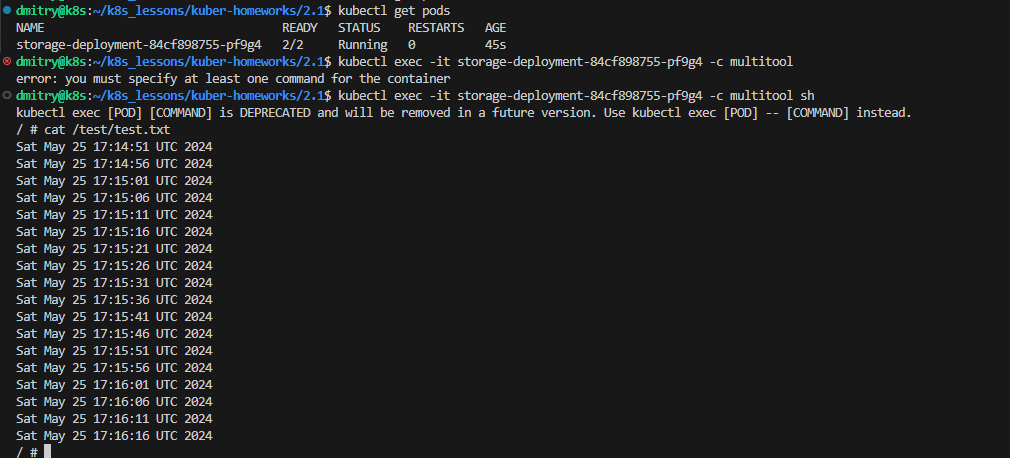 dmitry@k8s:~/k8s_lessons/kuber-homeworks/2.1$ kubectl get pods
NAME                                  READY   STATUS    RESTARTS   AGE
storage-deployment-84cf898755-pf9g4   2/2     Running   0          45s
dmitry@k8s:~/k8s_lessons/kuber-homeworks/2.1$ kubectl exec -it storage-deployment-84cf898755-pf9g4 -c multitool
error: you must specify at least one command for the container
dmitry@k8s:~/k8s_lessons/kuber-homeworks/2.1$ kubectl exec -it storage-deployment-84cf898755-pf9g4 -c multitool sh
kubectl exec [POD] [COMMAND] is DEPRECATED and will be removed in a future version. Use kubectl exec [POD] -- [COMMAND] instead.
/ # cat /test/test.txt
Sat May 25 17:14:51 UTC 2024
Sat May 25 17:14:56 UTC 2024
Sat May 25 17:15:01 UTC 2024
Sat May 25 17:15:06 UTC 2024
Sat May 25 17:15:11 UTC 2024
Sat May 25 17:15:16 UTC 2024
Sat May 25 17:15:21 UTC 2024
Sat May 25 17:15:26 UTC 2024
Sat May 25 17:15:31 UTC 2024
Sat May 25 17:15:36 UTC 2024
Sat May 25 17:15:41 UTC 2024
Sat May 25 17:15:46 UTC 2024
Sat May 25 17:15:51 UTC 2024
Sat May 25 17:15:56 UTC 2024
Sat May 25 17:16:01 UTC 2024
Sat May 25 17:16:06 UTC 2024
Sat May 25 17:16:11 UTC 2024
Sat May 25 17:16:16 UTC 2024
/ #